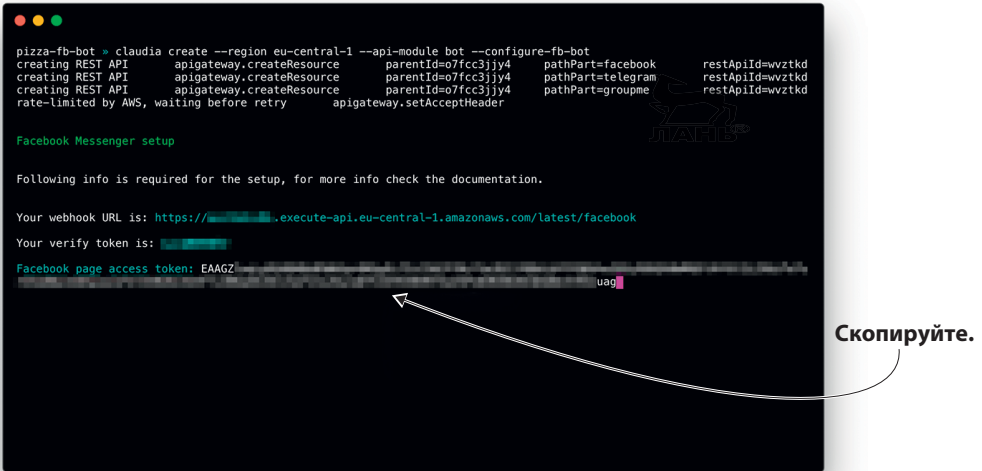 pizza-fb-bot » claudia create --region eu-central-1 --api-module bot --configure-fb-bot
creating REST API apigateway.createResource parentId=o7fcc3jjy4 pathPart=facebook restApiId=wvztkd
creating REST API apigateway.createResource parentId=o7fcc3jjy4 pathPart=telegram restApiId=wvztkd
creating REST API apigateway.createResource parentId=o7fcc3jjy4 pathPart=groupme restApiId=wvztkd
rate-limited by AWS, waiting before retry apigateway.setAcceptHeader
ЛАНЬ®
Facebook Messenger setup
Following info is required for the setup, for more info check the documentation.
Your webhook URL is: https:// .execute-api.eu-central-1.amazonaws.com/latest/facebook
Your verify token is:
Facebook page access token: EAAGZ
uag
Скопируйте.